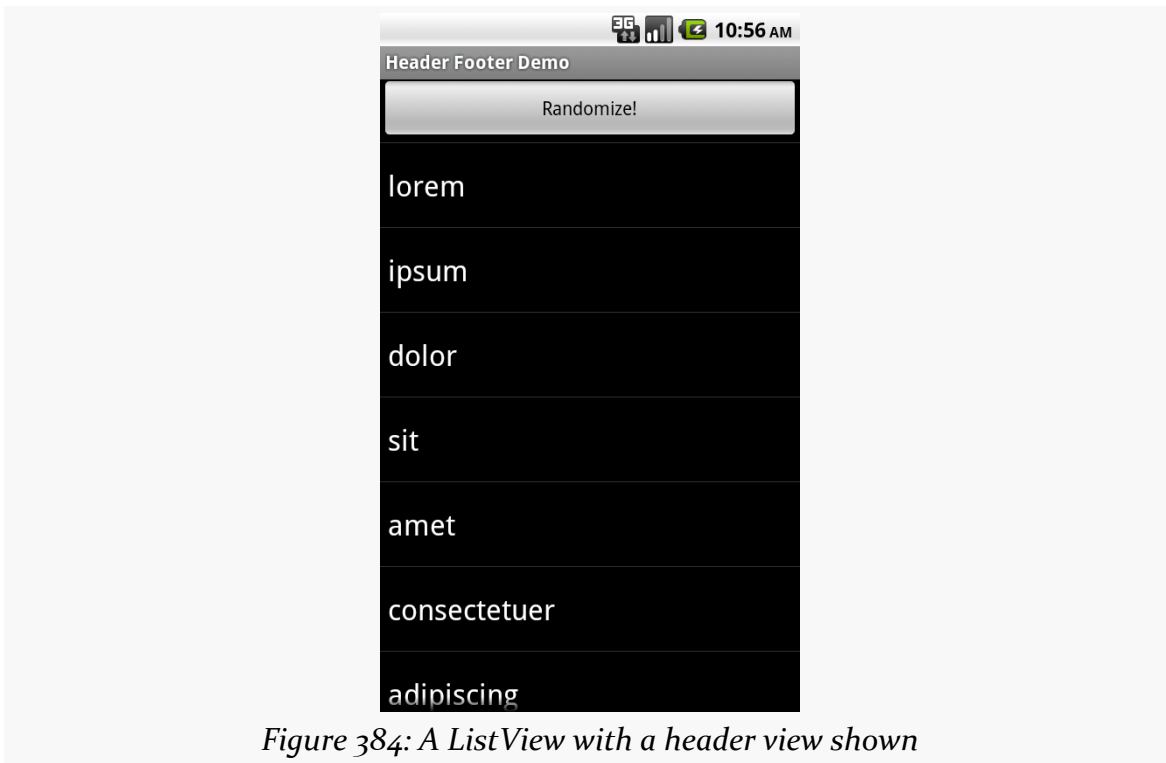 3G 10:56 AM
Header Footer Demo
Randomize!
lorem
ipsum
dolor
sit
amet
consectetuer
adipiscing
Figure 384: A ListView with a header view shown